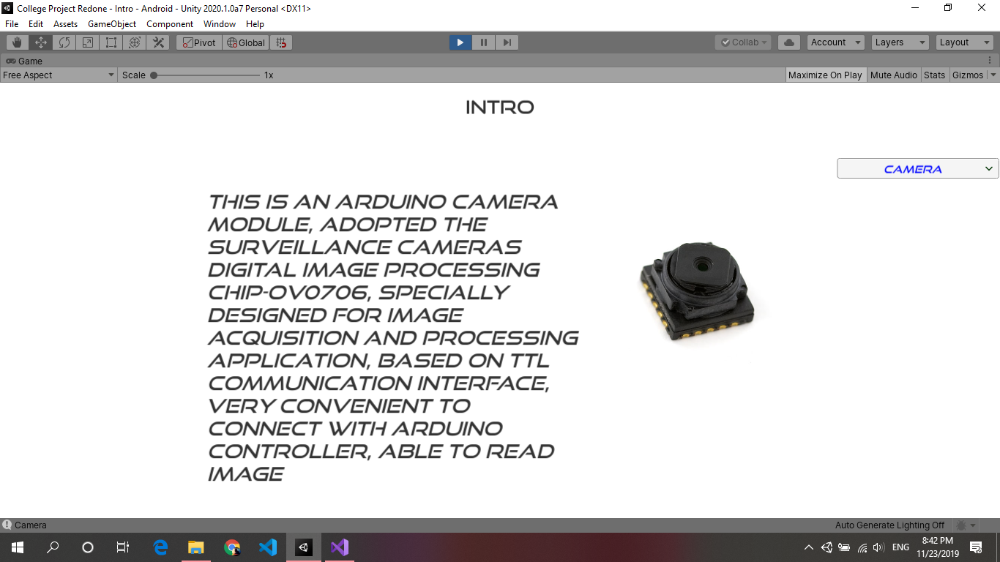 College Project Redone - Intro - Android - Unity 2020.1.0a7 Personal <DX11>
File Edit Assets GameObject Component Window Help
Pivot Global Collab Account Layers Layout
Game
Free Aspect Scale 1x Maximize On Play Mute Audio Stats Gizmos
INTRO
CAMERA
THIS IS AN ARDUINO CAMERA
MODULE, ADOPTED THE
SURVEILLANCE CAMERAS
DIGITAL IMAGE PROCESSING
CHIP-OV0706, SPECIALLY
DESIGNED FOR IMAGE
ACQUISITION AND PROCESSING
APPLICATION, BASED ON TTL
COMMUNICATION INTERFACE,
VERY CONVENIENT TO
CONNECT WITH ARDUINO
CONTROLLER, ABLE TO READ
IMAGE
Camera Auto Generate Lighting Off
ENG 8:42 PM
11/23/2019